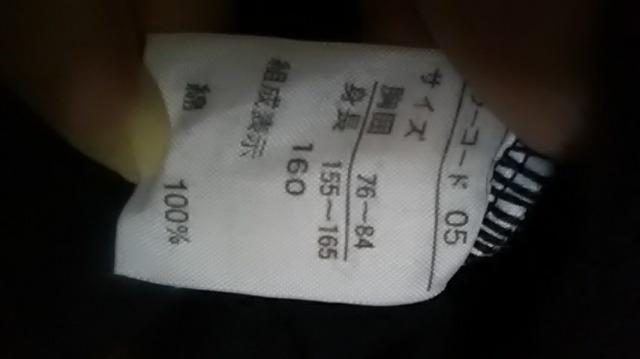 ーコード 05
サイズ
胸囲 76~84
身長 155~165
160
組成表示
綿 100%